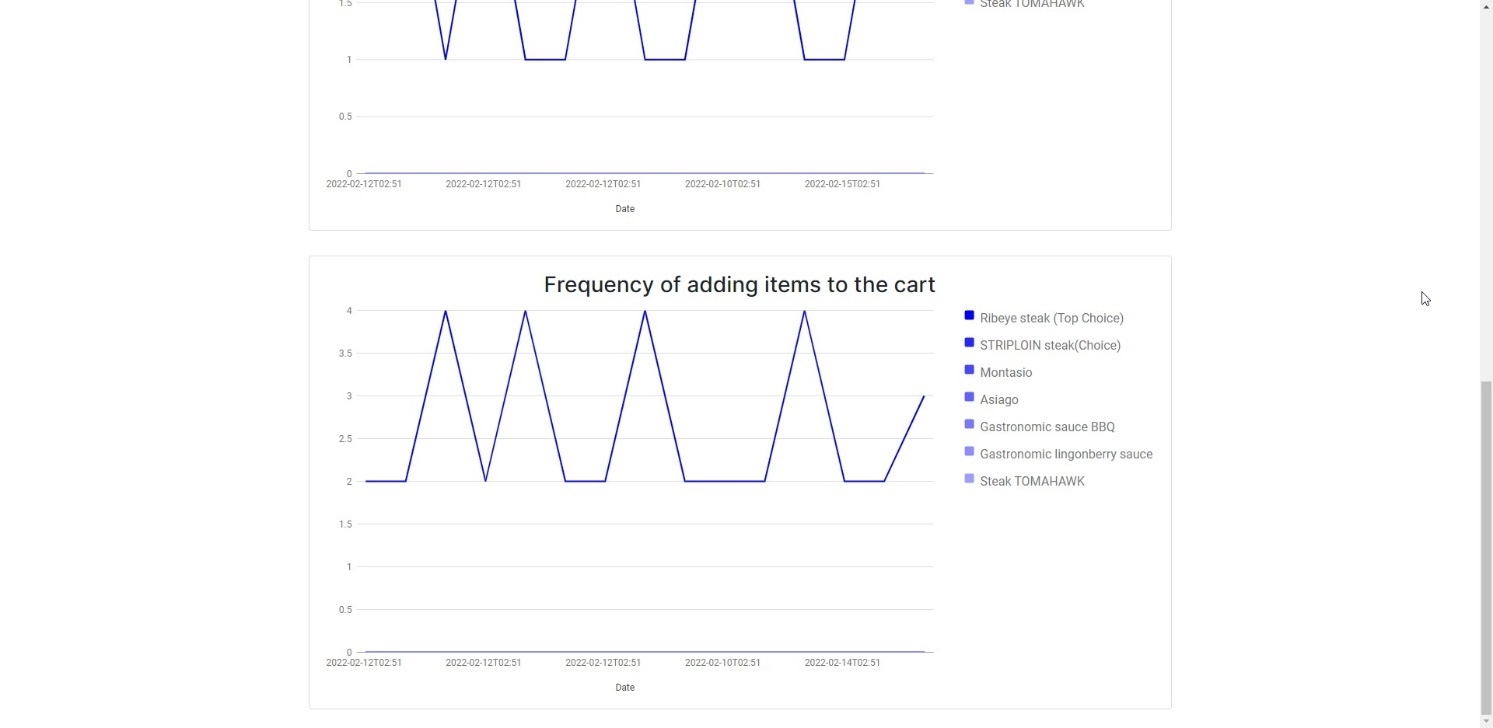 1.5
Steak TOMAHAWK
1
0.5
0
2022-02-12T02:51 2022-02-12T02:51 2022-02-12T02:51 2022-02-10T02:51 2022-02-15T02:51
Date
Frequency of adding items to the cart
4
3.5
3
2.5
2
1.5
1
0.5
0
Ribeye steak (Top Choice)
STRIPLOIN steak(Choice)
Montasio
Asiago
Gastronomic sauce BBQ
Gastronomic lingonberry sauce
Steak TOMAHAWK
2022-02-12T02:51 2022-02-12T02:51 2022-02-12T02:51 2022-02-10T02:51 2022-02-14T02:51
Date